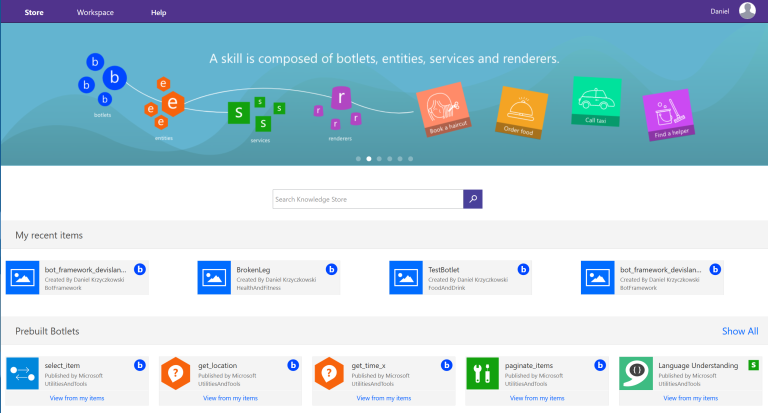 Store Workspace Help Daniel
A skill is composed of botlets, entities, services and renderers.
b b b b
botlets
e e e e
entities
s s s s
services
r r r r
renderers
Book a haircut
Order food
Call taxi
Find a helper
Search Knowledge Store
My recent items
bot_framework_devislan... b
Created By Daniel Krzyczkowski
BotFramework
BrokenLeg b
Created By Daniel Krzyczkowski
HealthAndFitness
TestBotlet b
Created By Daniel Krzyczkowski
FoodAndDrink
bot_framework_devislan... b
Created By Daniel Krzyczkowski
BotFramework
Prebuilt Botlets Show All
select_item b
Published by Microsoft
UtilitiesAndTools
View from my items
get_location b
Published by Microsoft
UtilitiesAndTools
View from my items
get_time_x b
Published by Microsoft
UtilitiesAndTools
View from my items
paginate_items b
Published by Microsoft
UtilitiesAndTools
View from my items
Language Understanding S
Published by Microsoft
UtilitiesAndTools
View from my items